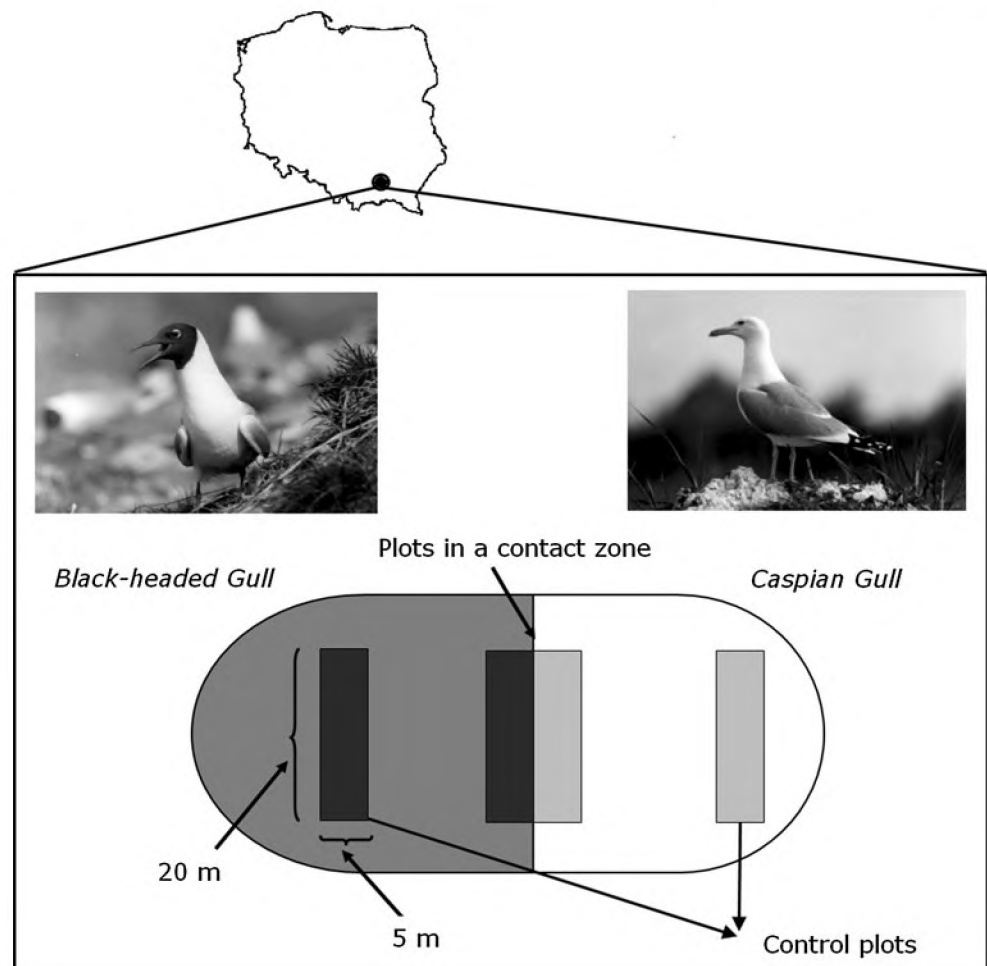 Plots in a contact zone
Black-headed Gull
Caspian Gull
20 m
5 m
Control plots